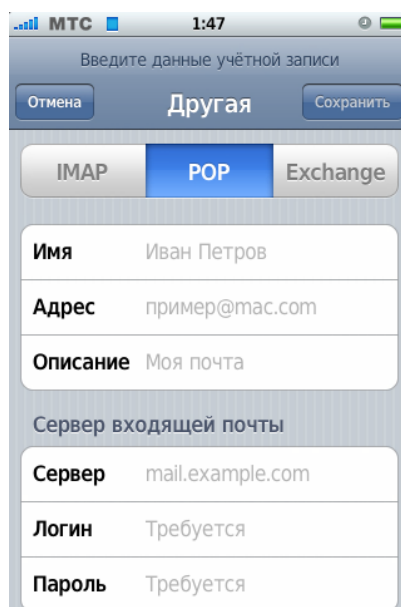 МТС 1:47
Введите данные учётной записи
Отмена Другая Сохранить
IMAP POP Exchange
Имя Иван Петров
Адрес пример@mac.com
Описание Моя почта
Сервер входящей почты
Сервер mail.example.com
Логин Требуется
Пароль Требуется